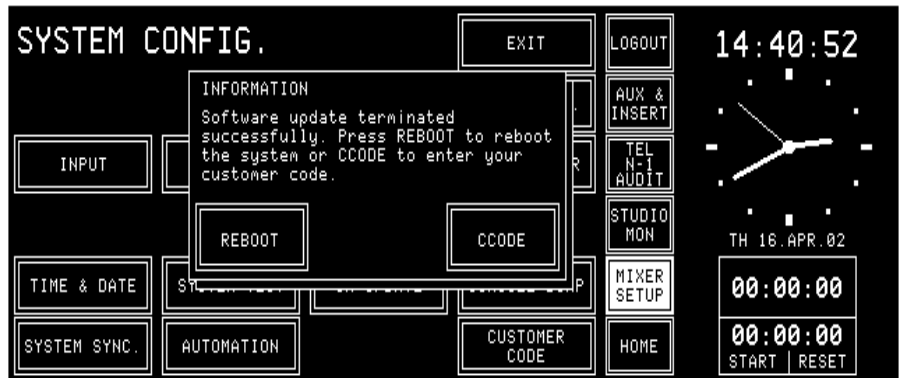 SYSTEM CONFIG.
EXIT
LOGOUT
14:40:52
INFORMATION
Software update terminated
successfully. Press REBOOT to reboot
the system or CCODE to enter your
customer code.
REBOOT
CCODE
AUX &
INSERT
INPUT
R
TEL
N-1
AUDIT
STUDIO
MON
TH 16.APR.02
TIME & DATE
MIXER
SETUP
00:00:00
SYSTEM SYNC.
AUTOMATION
CUSTOMER
CODE
HOME
00:00:00
START | RESET